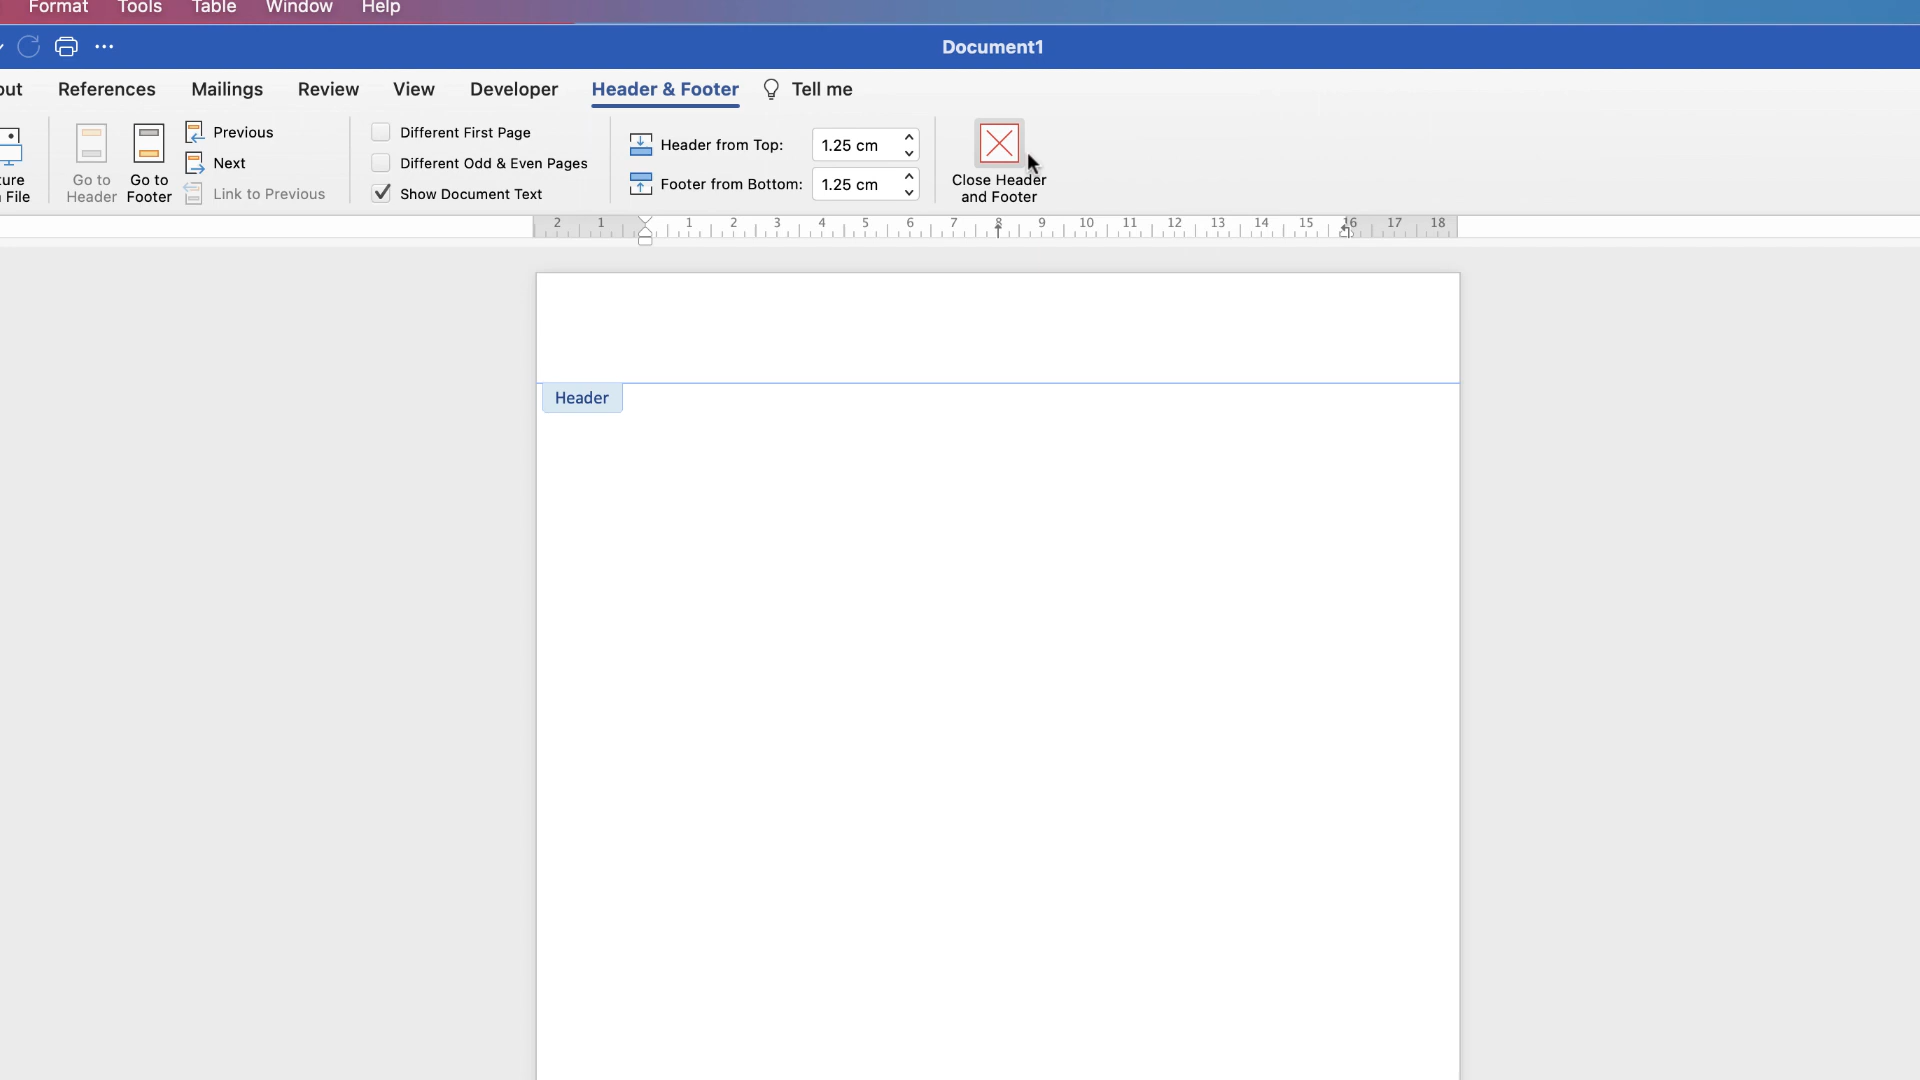 Format Tools Table Window Help
Document1
out References Mailings Review View Developer Header & Footer Tell me
Previous
Different First Page
Header from Top: 1.25 cm
Next
Different Odd & Even Pages
ture
File
Go to
Header
Go to
Footer
Link to Previous
Show Document Text
Footer from Bottom: 1.25 cm
Close Header
and Footer
2 1 1 2 3 4 5 6 7 8 9 10 11 12 13 14 15 16 17 18
Header